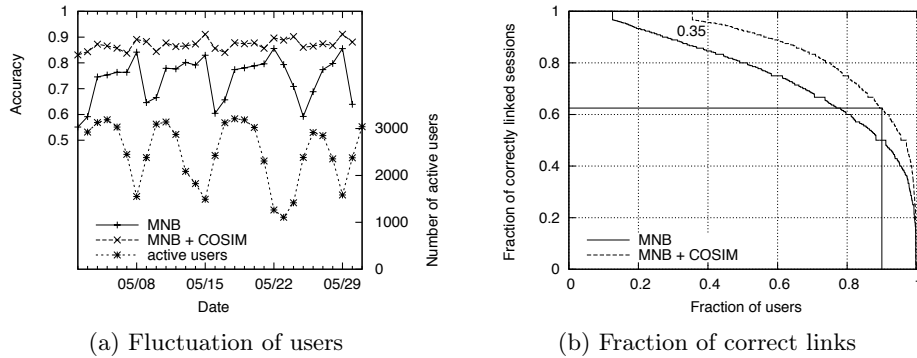 1
0.9
0.8
0.7
0.6
0.5
Accuracy
3000
2000
1000
0
Number of active users
MNB
MNB + COSIM
active users
05/08
05/15
05/22
05/29
Date
(a) Fluctuation of users
1
0.8
0.6
0.4
0.2
0
Fraction of correctly linked sessions
0.35
MNB
MNB + COSIM
0
0.2
0.4
0.6
0.8
1
Fraction of users
(b) Fraction of correct links